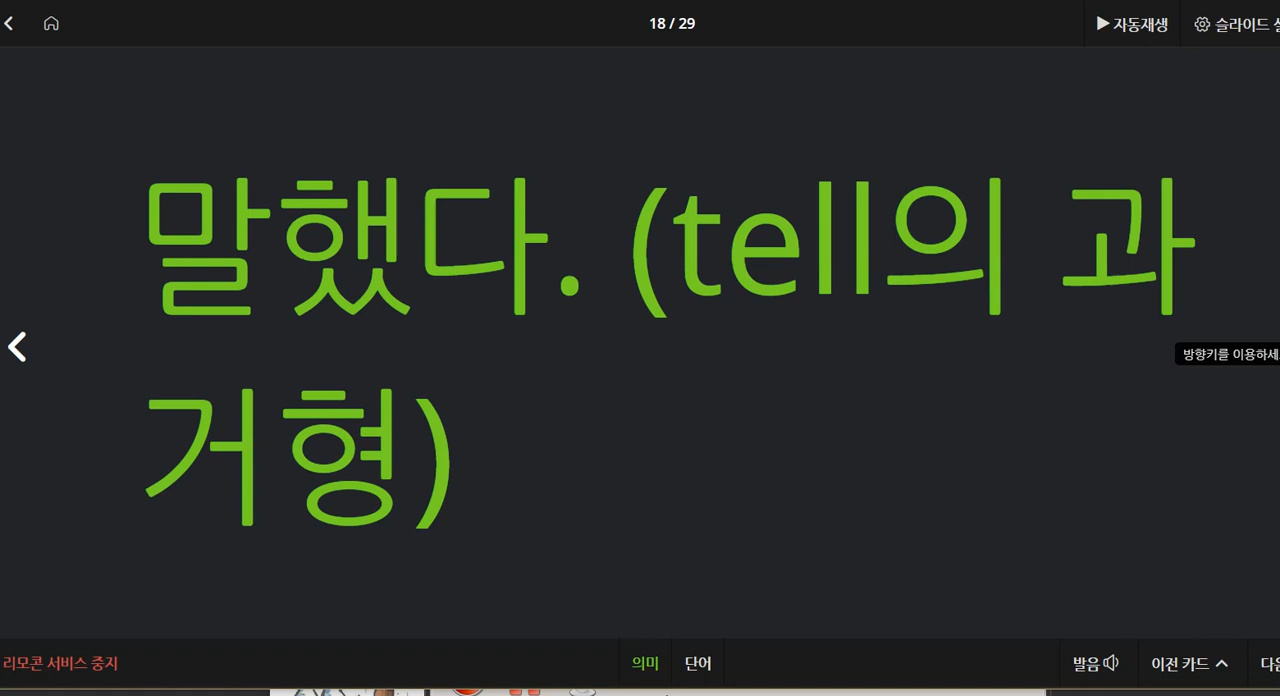 18 / 29
자동재생
슬라이드
말했다. (tell의 과
거형)
방향키를 이용하세
리모콘 서비스 중지
의미
단어
발음
이전 카드